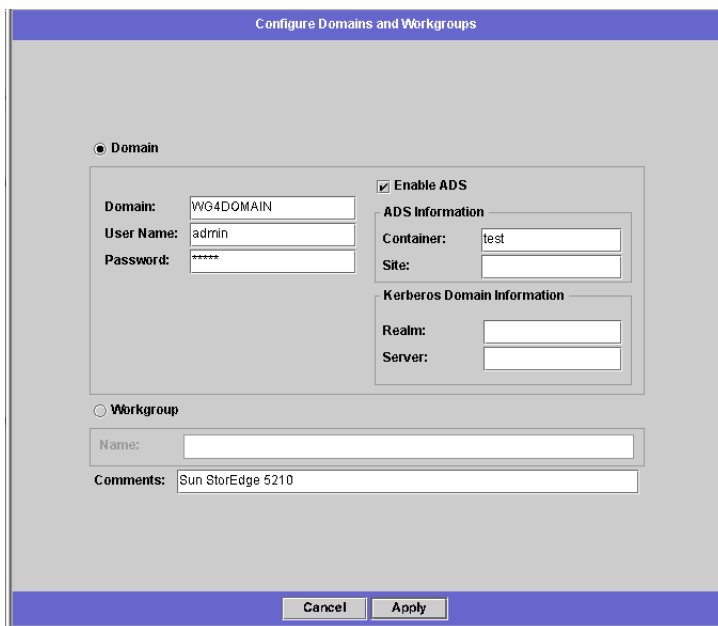 Configure Domains and Workgroups
Domain
Enable ADS
Domain: WG4DOMAIN
ADS Information
User Name: admin
Container: test
Password: *****
Site:
Kerberos Domain Information
Realm:
Server:
Workgroup
Name:
Comments: Sun StorEdge 5210
Cancel Apply